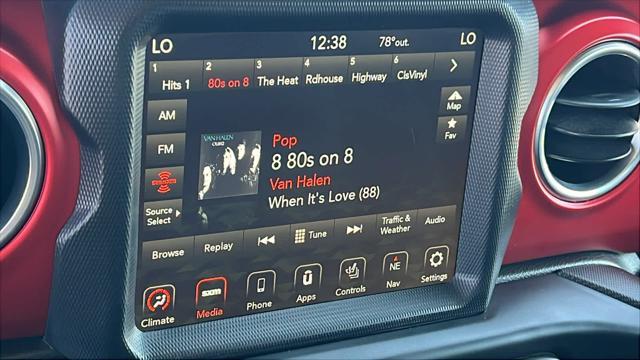 LO 12:38 78°out. LO
1 2 3 4 5 6
Hits 1 80s on 8 The Heat Rdhouse Highway ClsVinyl
AM
FM
Source Select
Map
Fav
VAN HALEN
OU812
Pop
8 80s on 8
Van Halen
When It's Love (88)
Browse Replay Tune Traffic & Weather Audio
Climate
sxm Media
Phone
U Apps
Controls
NE Nav
Settings